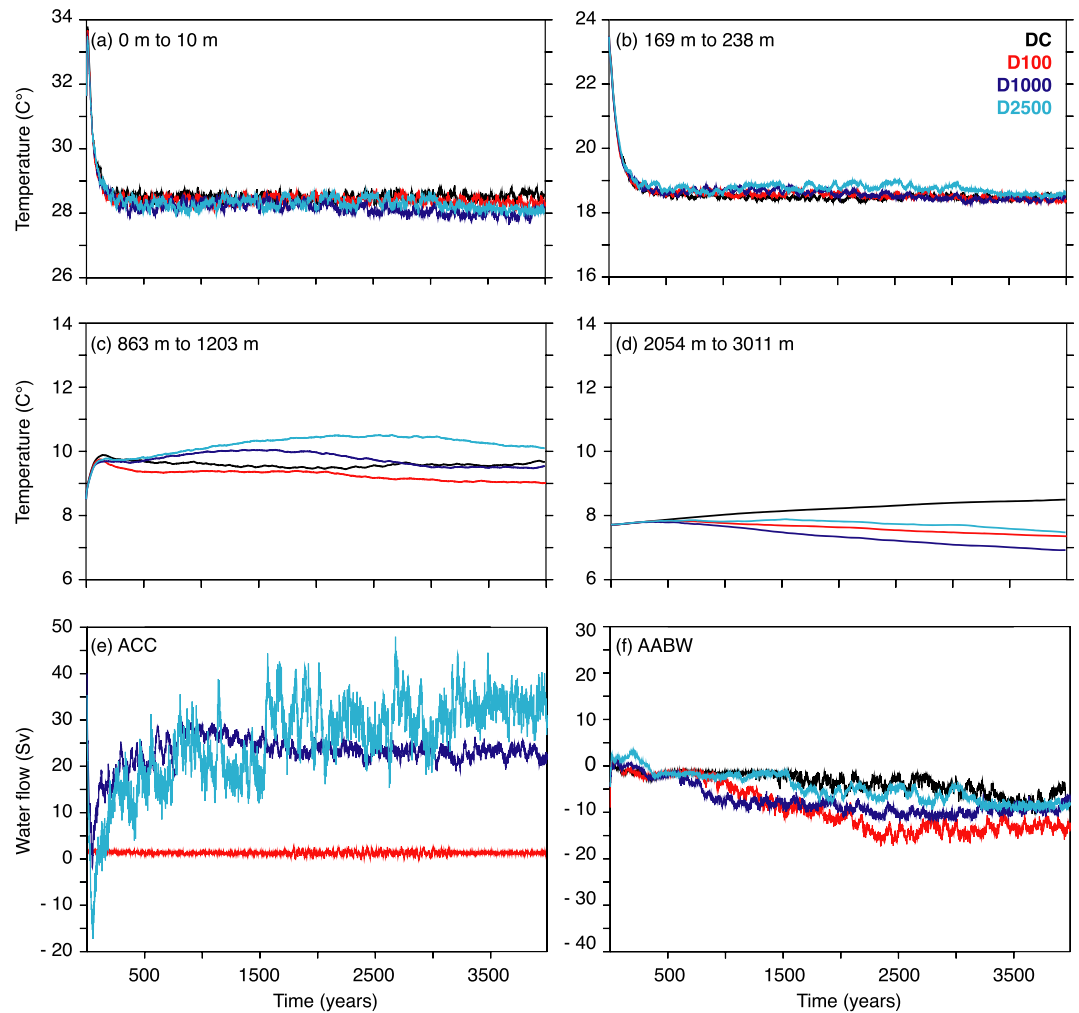 (a) 0 m to 10 m
34
32
30
28
26
Temperature (C°)
(b) 169 m to 238 m
DC
D100
D1000
D2500
24
22
20
18
16
(c) 863 m to 1203 m
14
12
10
8
6
Temperature (C°)
(d) 2054 m to 3011 m
14
12
10
8
6
(e) ACC
50
40
30
20
10
0
- 10
- 20
Water flow (Sv)
500
1500
2500
3500
Time (years)
(f) AABW
30
20
10
0
- 10
- 20
- 30
- 40
500
1500
2500
3500
Time (years)